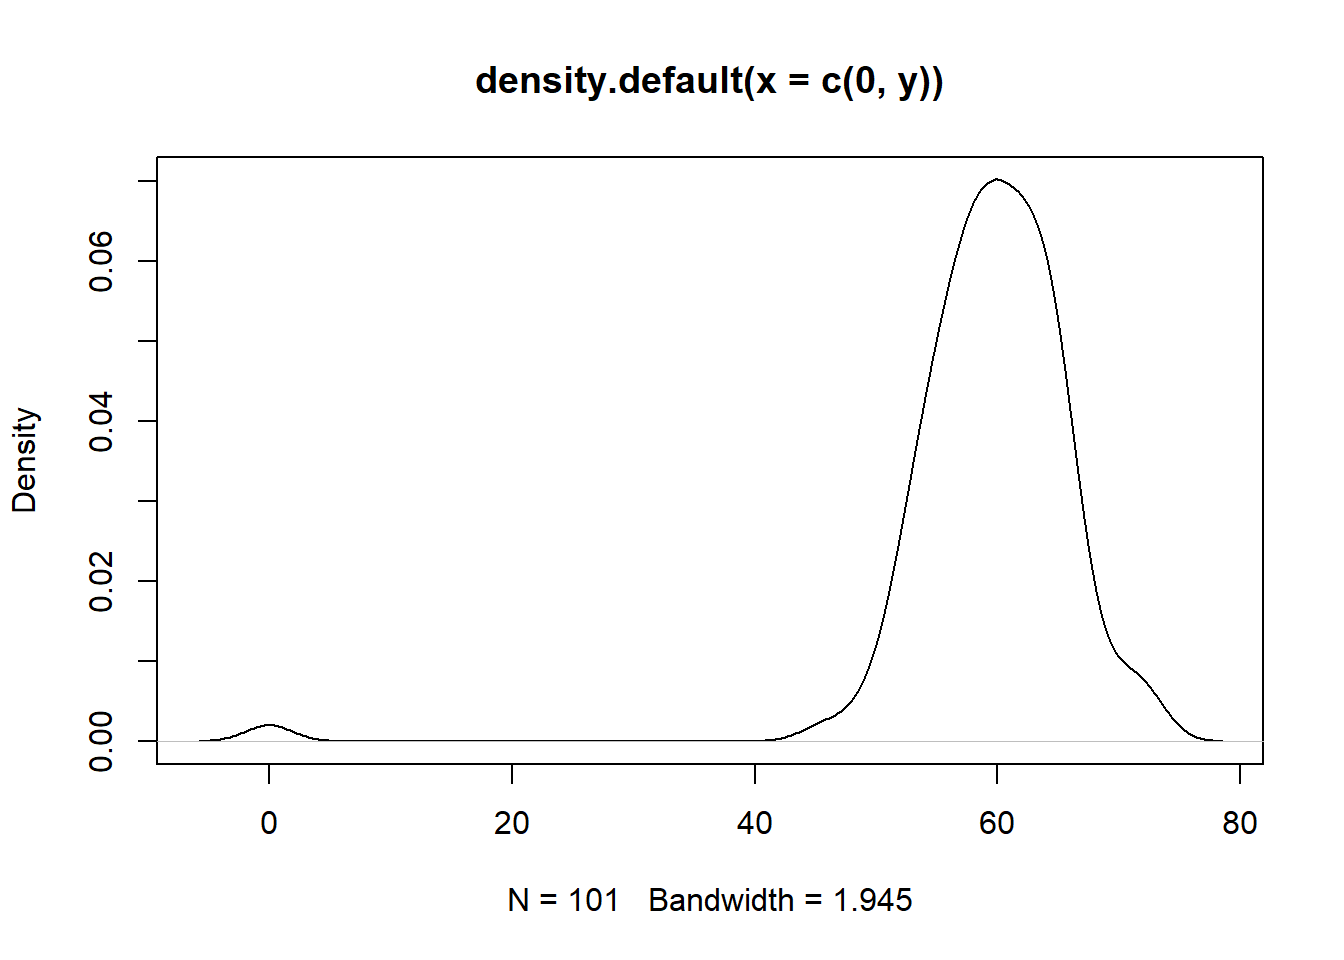 density.default(x = c(0, y))
Density
0.06
0.04
0.02
0.00
0 20 40 60 80
N = 101 Bandwidth = 1.945